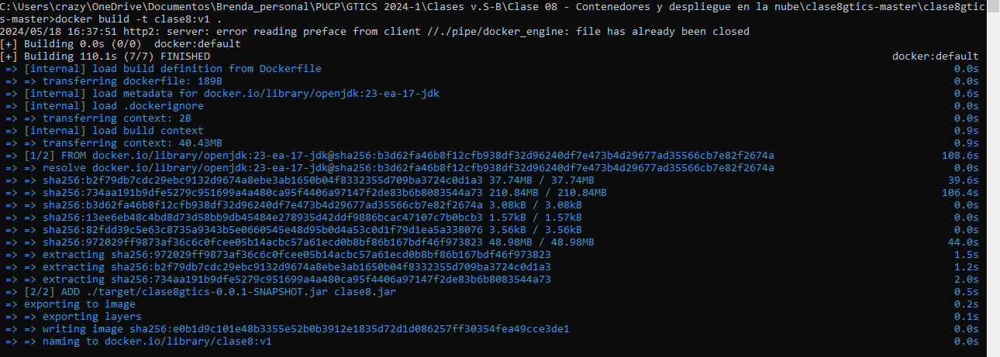 C:\Users\crazy\OneDrive\Documentos\Brenda_personal\PUCP\GTICS 2024-1\Clases v.S-B\Clase 08 - Contenedores y despliegue en la nube\clase8gtics-master\clase8gtic
s-master>docker build -t clase8:v1 .
2024/05/18 16:37:51 http2: server: error reading preface from client //./pipe/docker_engine: file has already been closed
[+] Building 0.0s (0/0)  docker:default
[+] Building 110.1s (7/7) FINISHED docker:default
=> [internal] load build definition from Dockerfile 0.0s
=> => transferring dockerfile: 189B 0.0s
=> [internal] load metadata for docker.io/library/openjdk:23-ea-17-jdk 0.6s
=> [internal] load .dockerignore 0.0s
=> => transferring context: 2B 0.0s
=> [internal] load build context 0.9s
=> => transferring context: 40.43MB 0.9s
=> [1/2] FROM docker.io/library/openjdk:23-ea-17-jdk@sha256:b3d62fa46b8f12cfb938df32d96240df7e473b4d29677ad35566cb7e82f2674a 108.6s
=> => resolve docker.io/library/openjdk:23-ea-17-jdk@sha256:b3d62fa46b8f12cfb938df32d96240df7e473b4d29677ad35566cb7e82f2674a 0.0s
=> => sha256:b2f79db7cdc29ebc9132d9674a8ebe3ab1650b04f8332355d709ba3724c0d1a3 37.74MB / 37.74MB 39.6s
=> => sha256:734aa191b9dfe5279c951699a4a480ca95f4406a97147f2de83b6b8083544a73 210.84MB / 210.84MB 106.4s
=> => sha256:b3d62fa46b8f12cfb938df32d96240df7e473b4d29677ad35566cb7e82f2674a 3.08kB / 3.08kB 0.0s
=> => sha256:13ee6eb48c4bd8d73d58bb9db45484e278935d42ddf9886bcac47107c7b0bcb3 1.57kB / 1.57kB 0.0s
=> => sha256:82fdd39c5e63c8735a9343b5e0660545e48d95b0d4a53c0d1f79d1ea5a338076 3.56kB / 3.56kB 0.0s
=> => sha256:972029ff9873af36c6c0fcee05b14acbc57a61ecd0b8bf86b167bdf46f973823 48.98MB / 48.98MB 44.0s
=> => extracting sha256:972029ff9873af36c6c0fcee05b14acbc57a61ecd0b8bf86b167bdf46f973823 1.5s
=> => extracting sha256:b2f79db7cdc29ebc9132d9674a8ebe3ab1650b04f8332355d709ba3724c0d1a3 1.2s
=> => extracting sha256:734aa191b9dfe5279c951699a4a480ca95f4406a97147f2de83b6b8083544a73 2.0s
=> [2/2] ADD ./target/clase8gtics-0.0.1-SNAPSHOT.jar clase8.jar 0.5s
=> exporting to image 0.2s
=> => exporting layers 0.1s
=> => writing image sha256:e0b1d9c101e48b3355e52b0b3912e1835d72d1d086257ff30354fea49cce3de1 0.0s
=> => naming to docker.io/library/clase8:v1 0.0s